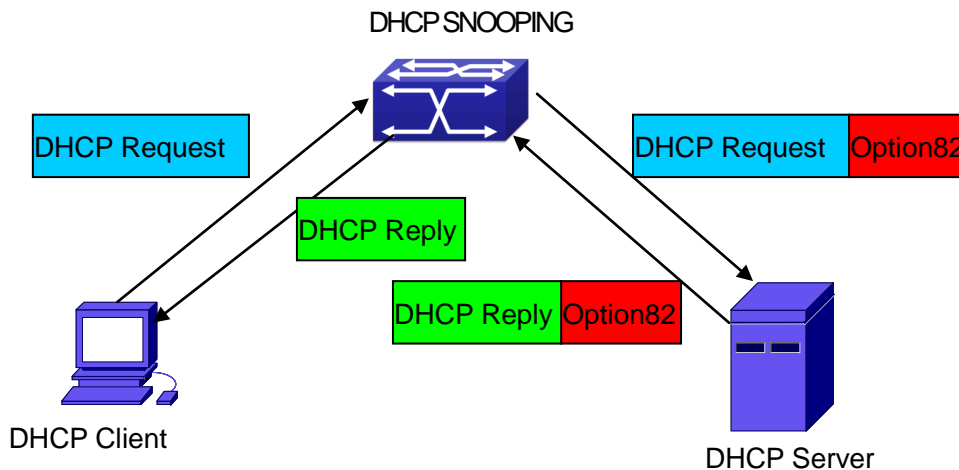 DHCP SNOOPING
DHCP Request
DHCP Request Option82
DHCP Reply
DHCP Reply Option82
DHCP Client
DHCP Server